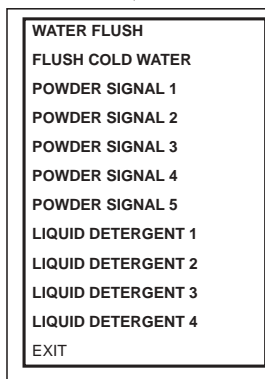 WATER FLUSH
FLUSH COLD WATER
POWDER SIGNAL 1
POWDER SIGNAL 2
POWDER SIGNAL 3
POWDER SIGNAL 4
POWDER SIGNAL 5
LIQUID DETERGENT 1
LIQUID DETERGENT 2
LIQUID DETERGENT 3
LIQUID DETERGENT 4
EXIT